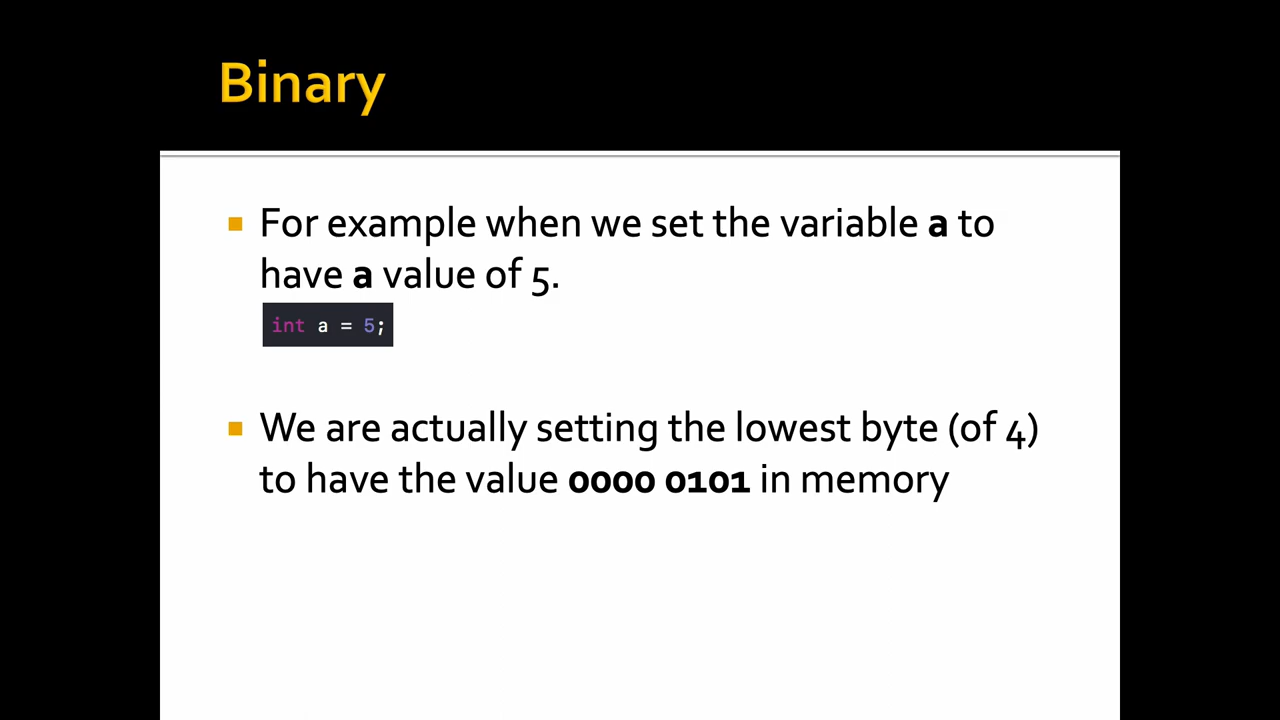 Binary
For example when we set the variable a to
have a value of 5.
int a = 5;
We are actually setting the lowest byte (of 4)
to have the value 0000 0101 in memory